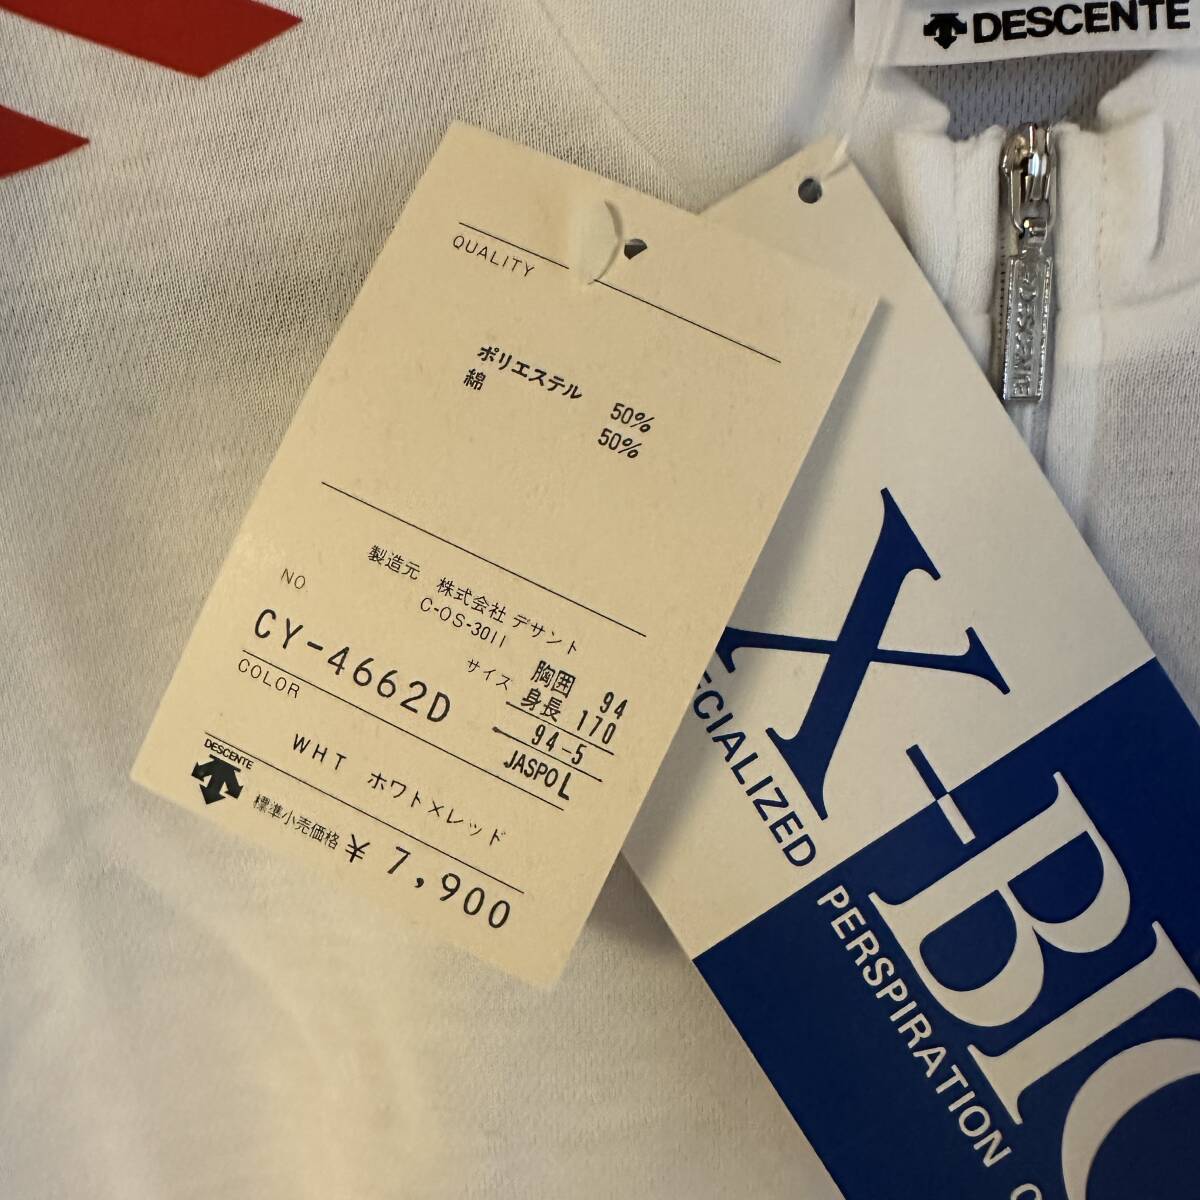 DESCENTE
DESCENTE
QUALITY
ポリエステル 50%
綿 50%
製造元 株式会社 デサント
C-OS-3011
NO
CY-4662D
サイズ 胸囲 94
身長 170
94-5
JASPO L
COLOR
WHT ホワト×レッド
DESCENTE
標準小売価格 ¥ 7,900
X-BIO
ECIALIZED PERSPIRATION